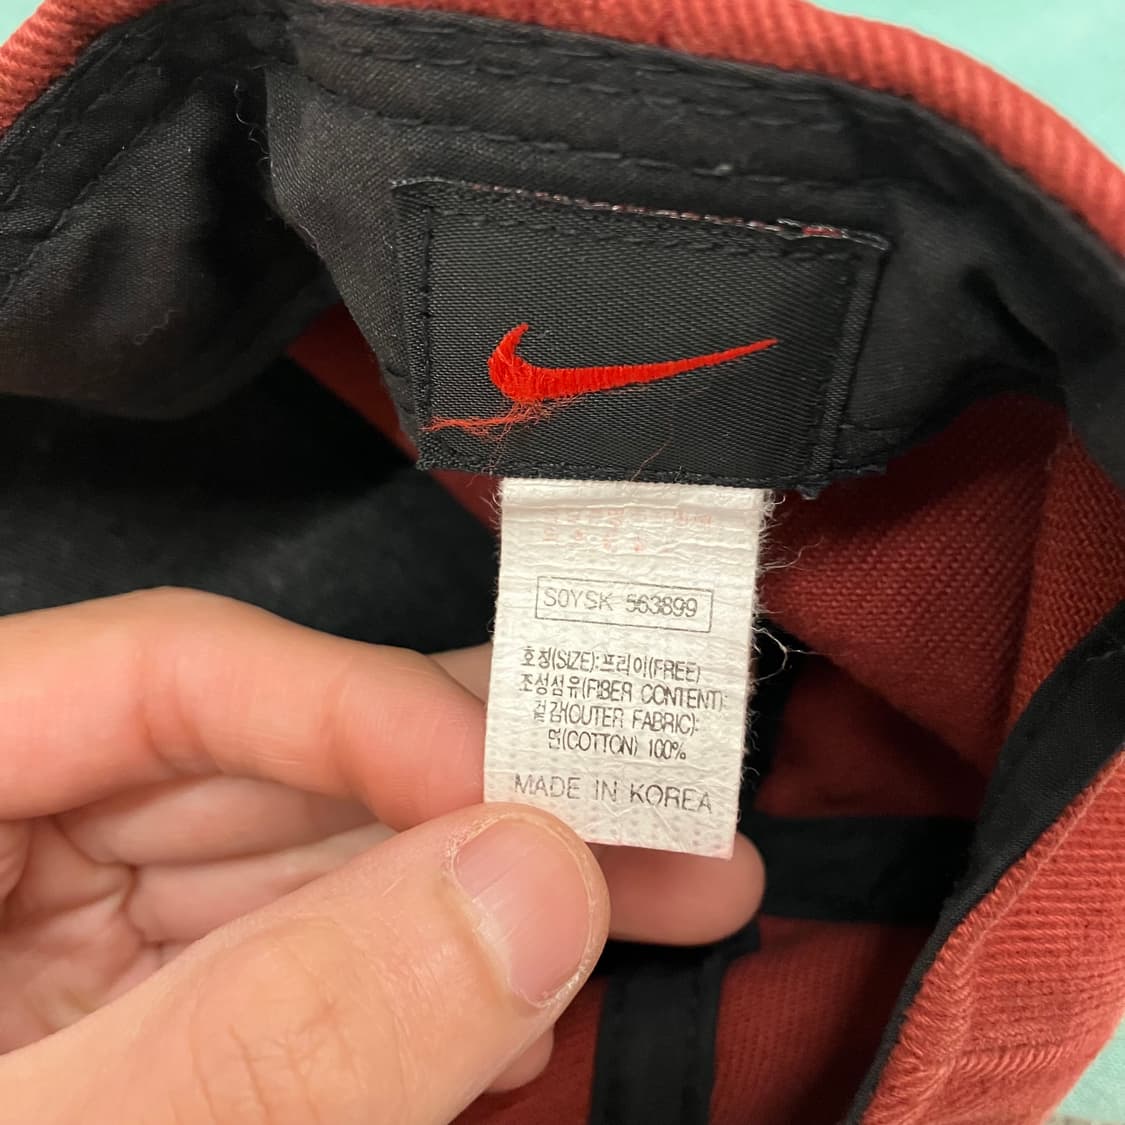 SOYSK 563899
호칭(SIZE):프리이(FREE)
조성섬유(FIBER CONTENT):
겉감(OUTER FABRIC):
면(COTTON) 100%
MADE IN KOREA